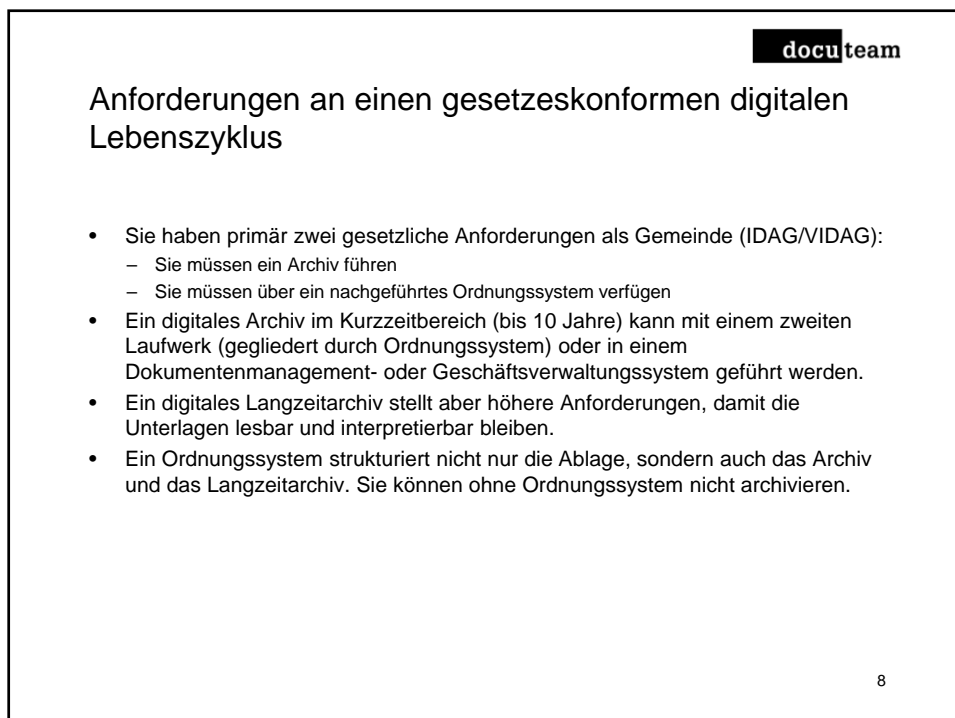 docuteam
Anforderungen an einen gesetzeskonformen digitalen
Lebenszyklus
• Sie haben primär zwei gesetzliche Anforderungen als Gemeinde (IDAG/VIDAG):
– Sie müssen ein Archiv führen
– Sie müssen über ein nachgeführtes Ordnungssystem verfügen
• Ein digitales Archiv im Kurzzeitbereich (bis 10 Jahre) kann mit einem zweiten
Laufwerk (gegliedert durch Ordnungssystem) oder in einem
Dokumentenmanagement- oder Geschäftsverwaltungssystem geführt werden.
• Ein digitales Langzeitarchiv stellt aber höhere Anforderungen, damit die
Unterlagen lesbar und interpretierbar bleiben.
• Ein Ordnungssystem strukturiert nicht nur die Ablage, sondern auch das Archiv
und das Langzeitarchiv. Sie können ohne Ordnungssystem nicht archivieren.
8